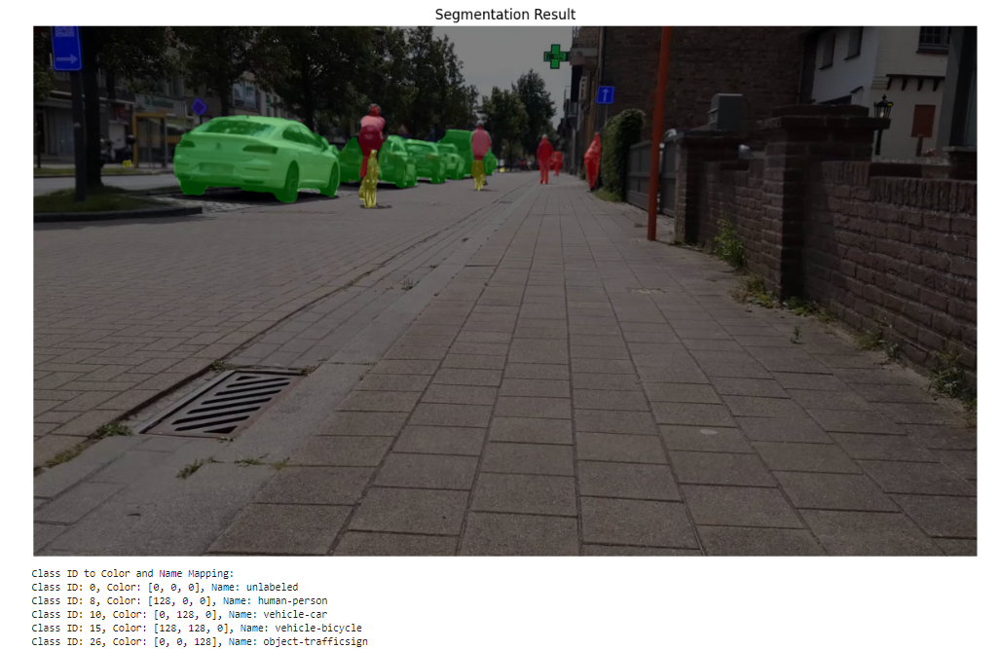 Segmentation Result
Class ID to Color and Name Mapping:
Class ID: 0, Color: [0, 0, 0], Name: unlabeled
Class ID: 8, Color: [128, 0, 0], Name: human-person
Class ID: 10, Color: [0, 128, 0], Name: vehicle-car
Class ID: 15, Color: [128, 128, 0], Name: vehicle-bicycle
Class ID: 26, Color: [0, 0, 128], Name: object-trafficsign